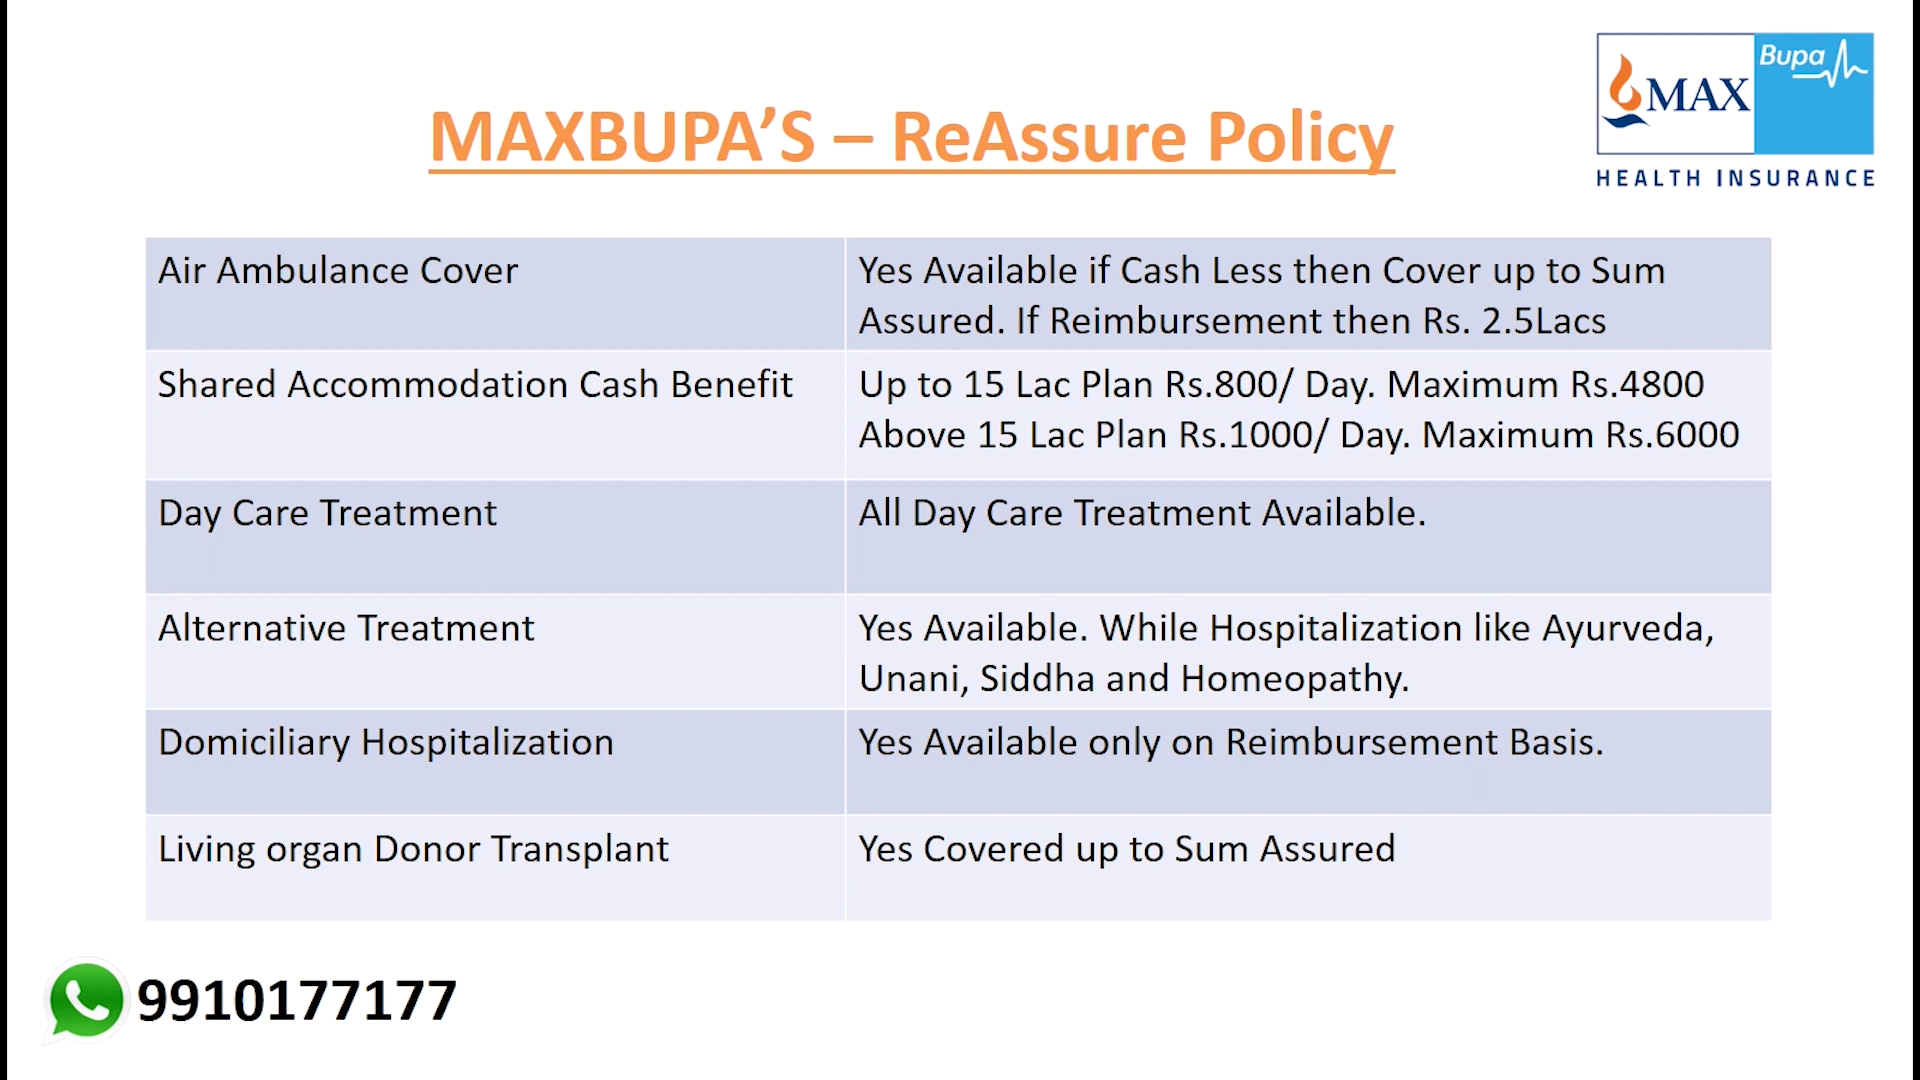 MAX
Bupa
HEALTH INSURANCE
MAXBUPA’S – ReAssure Policy
Air Ambulance Cover
Yes Available if Cash Less then Cover up to Sum
Assured. If Reimbursement then Rs. 2.5Lacs
Shared Accommodation Cash Benefit
Up to 15 Lac Plan Rs.800/ Day. Maximum Rs.4800
Above 15 Lac Plan Rs.1000/ Day. Maximum Rs.6000
Day Care Treatment
All Day Care Treatment Available.
Alternative Treatment
Yes Available. While Hospitalization like Ayurveda,
Unani, Siddha and Homeopathy.
Domiciliary Hospitalization
Yes Available only on Reimbursement Basis.
Living organ Donor Transplant
Yes Covered up to Sum Assured
9910177177